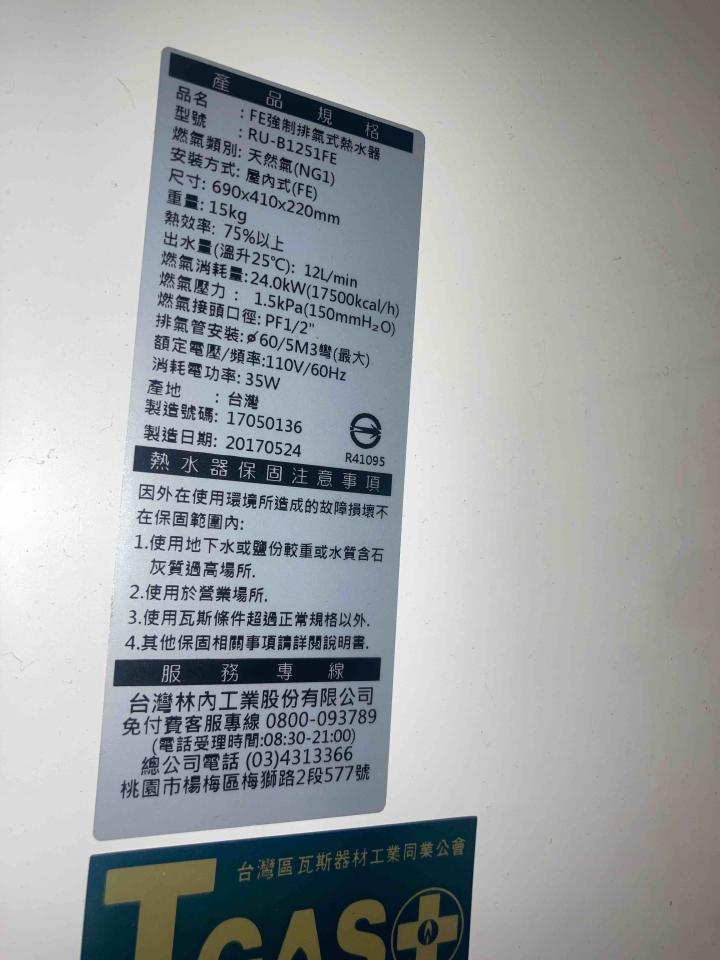 產品規格
品名 : FE強制排氣式熱水器
型號 : RU-B1251FE
燃氣類別: 天然氣(NG1)
安裝方式: 屋內式(FE)
尺寸: 690x410x220mm
重量: 15kg
熱效率: 75%以上
出水量(溫升25℃): 12L/min
燃氣消耗量:24.0kW(17500kcal/h)
燃氣壓力 : 1.5kPa(150mmH₂O)
燃氣接頭口徑: PF1/2"
排氣管安裝:ø60/5M3彎(最大)
額定電壓/頻率:110V/60Hz
消耗電功率: 35W
產地 : 台灣
製造號碼: 17050136
製造日期: 20170524
R41095
熱水器保固注意事項
因外在使用環境所造成的故障損壞不
在保固範圍內:
1.使用地下水或鹽份較重或水質含石
灰質過高場所.
2.使用於營業場所.
3.使用瓦斯條件超過正常規格以外.
4.其他保固相關事項請詳閱說明書.
服務專線
台灣林內工業股份有限公司
免付費客服專線 0800-093789
(電話受理時間:08:30-21:00)
總公司電話 (03)4313366
桃園市楊梅區梅獅路2段577號
台灣區瓦斯器材工業同業公會
TGAS